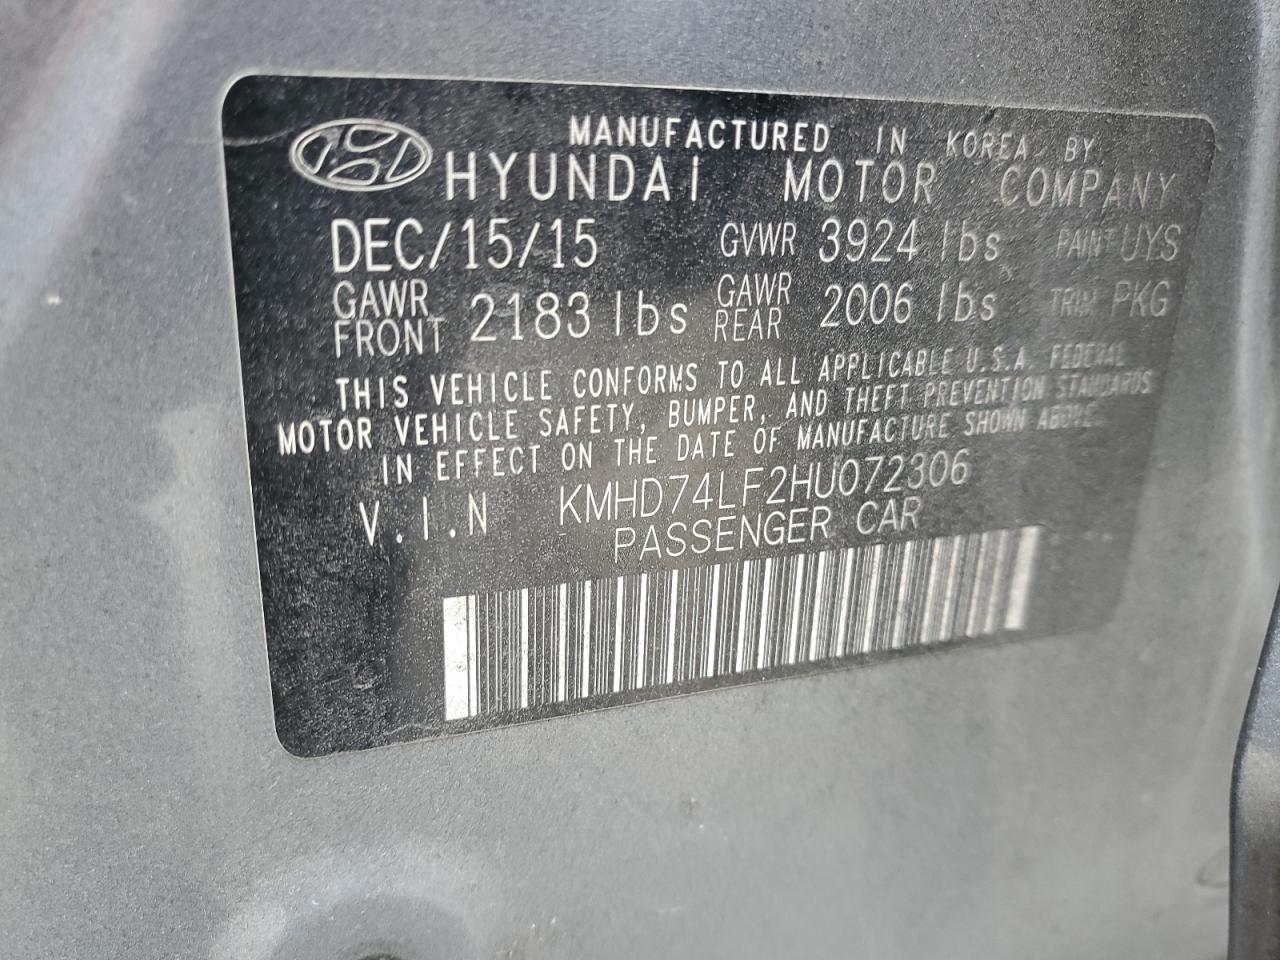 MANUFACTURED IN KOREA BY
HYUNDAI MOTOR COMPANY
DEC/15/15 GVWR 3924 lbs PAINT UYS
GAWR FRONT 2183 lbs GAWR REAR 2006 lbs TRIM PKG
THIS VEHICLE CONFORMS TO ALL APPLICABLE U.S.A. FEDERAL
MOTOR VEHICLE SAFETY, BUMPER, AND THEFT PREVENTION STANDARDS
IN EFFECT ON THE DATE OF MANUFACTURE SHOWN ABOVE.
V.I.N KMHD74LF2HU072306
PASSENGER CAR